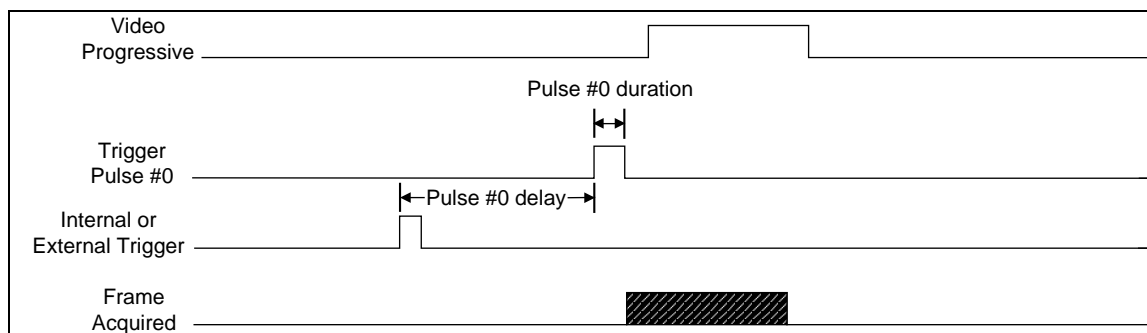 Video
Progressive
Pulse #0 duration
Trigger
Pulse #0
Pulse #0 delay
Internal or
External Trigger
Frame
Acquired